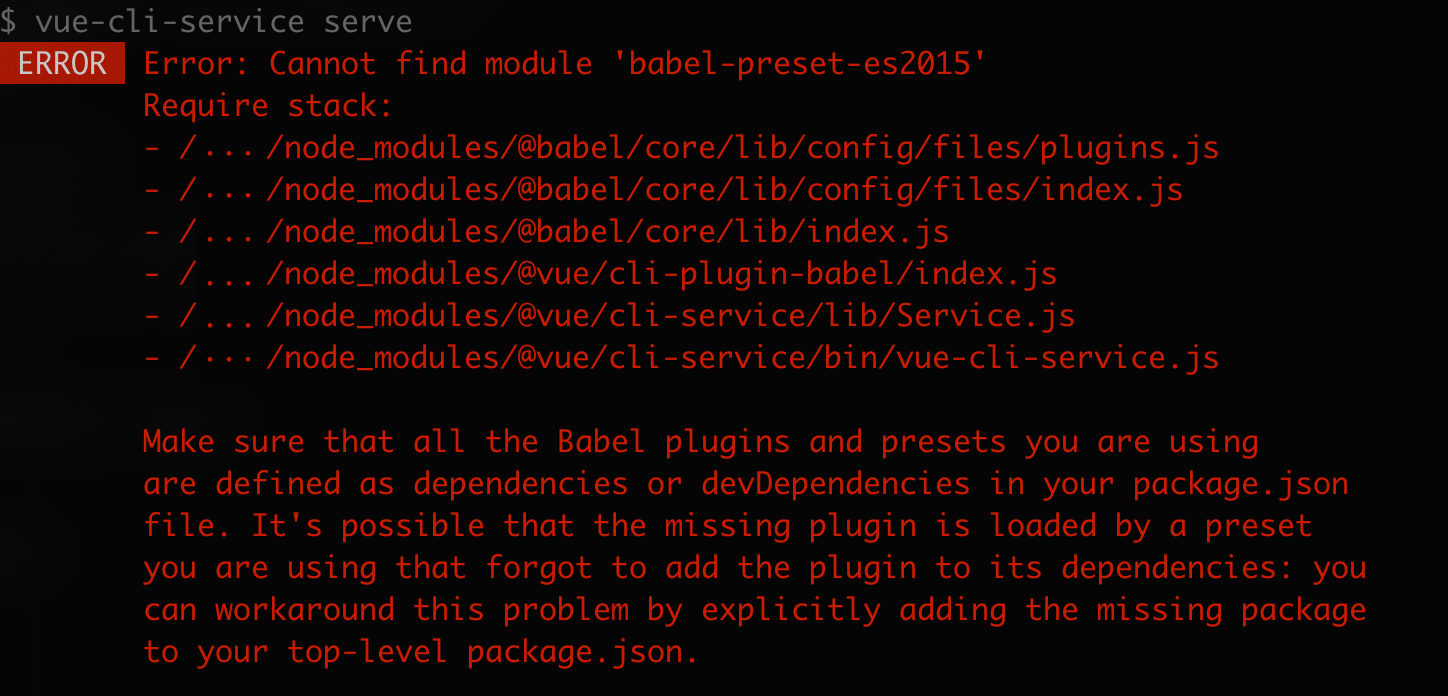 $ vue-cli-service serve
ERROR Error: Cannot find module 'babel-preset-es2015'
Require stack:
- /... /node_modules/@babel/core/lib/config/files/plugins.js
- /... /node_modules/@babel/core/lib/config/files/index.js
- /... /node_modules/@babel/core/lib/index.js
- /... /node_modules/@vue/cli-plugin-babel/index.js
- /... /node_modules/@vue/cli-service/lib/Service.js
- /··· /node_modules/@vue/cli-service/bin/vue-cli-service.js
Make sure that all the Babel plugins and presets you are using
are defined as dependencies or devDependencies in your package.json
file. It's possible that the missing plugin is loaded by a preset
you are using that forgot to add the plugin to its dependencies: you
can workaround this problem by explicitly adding the missing package
to your top-level package.json.